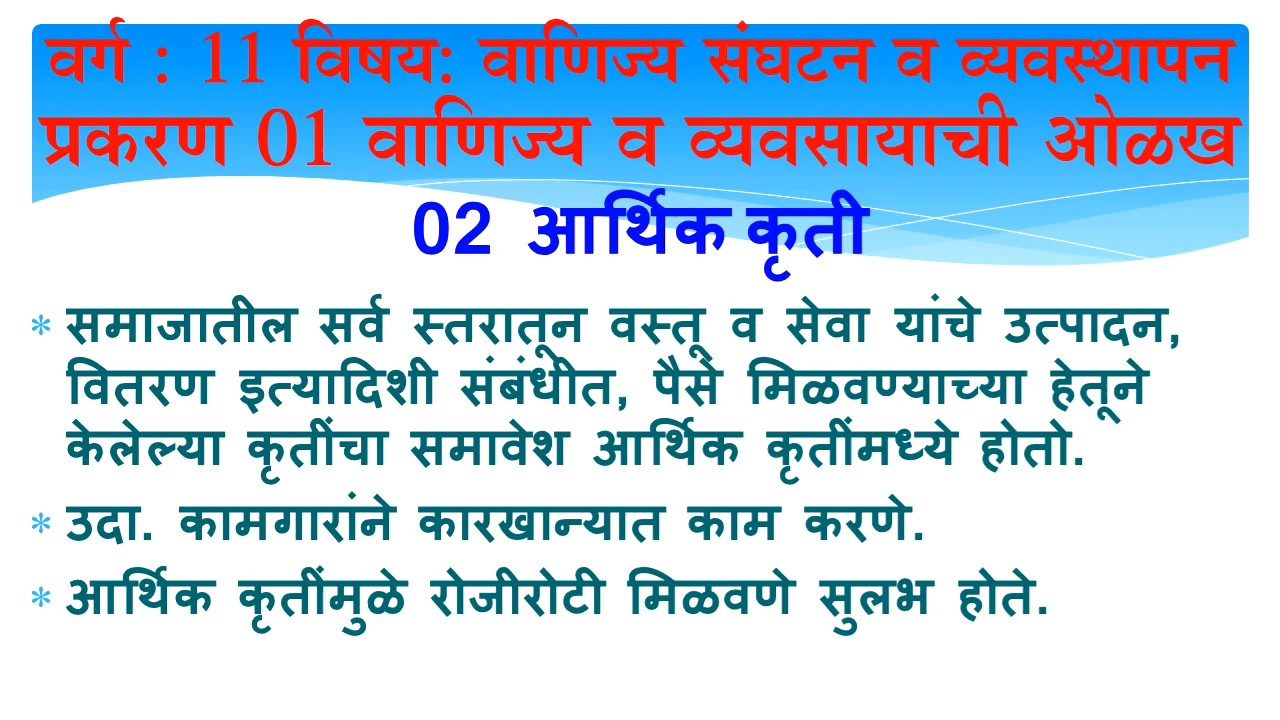 वर्ग : 11 विषय: वाणिज्य संघटन व व्यवस्थापन
प्रकरण 01 वाणिज्य व व्यवसायाची ओळख
02 आर्थिक कृती
* समाजातील सर्व स्तरातून वस्तू व सेवा यांचे उत्पादन,
वितरण इत्यादिशी संबंधीत, पैसे मिळवण्याच्या हेतूने
केलेल्या कृतींचा समावेश आर्थिक कृतींमध्ये होतो.
* उदा. कामगारांने कारखान्यात काम करणे.
* आर्थिक कृतींमुळे रोजीरोटी मिळवणे सुलभ होते.